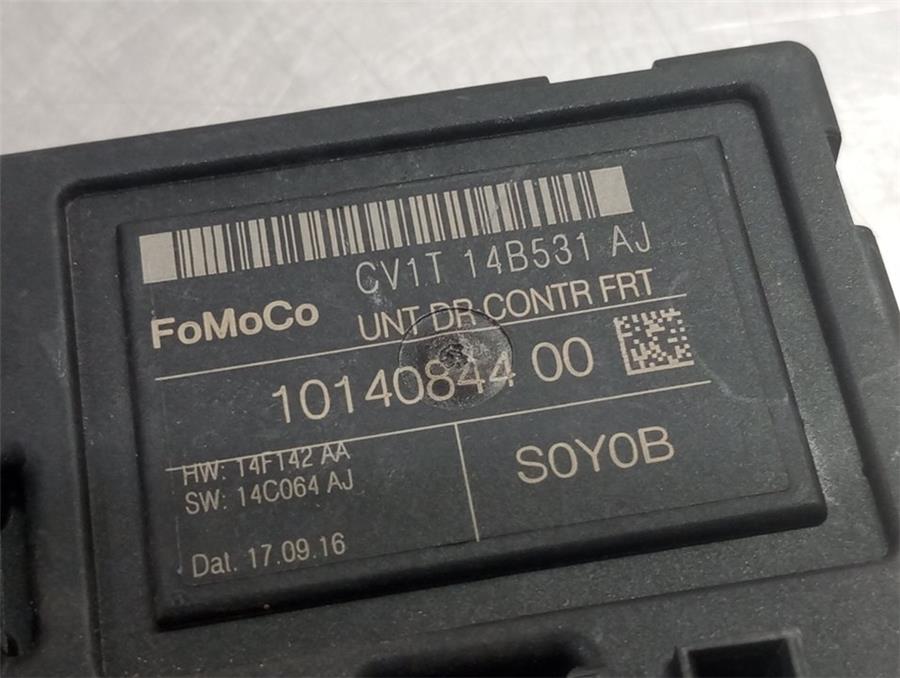 CV1T 14B531 AJ
FoMoCo
UNT DR CONTR FRT
10140844 00
HW: 14F142 AA
SW: 14C064 AJ
S0Y0B
Dat. 17.09.16